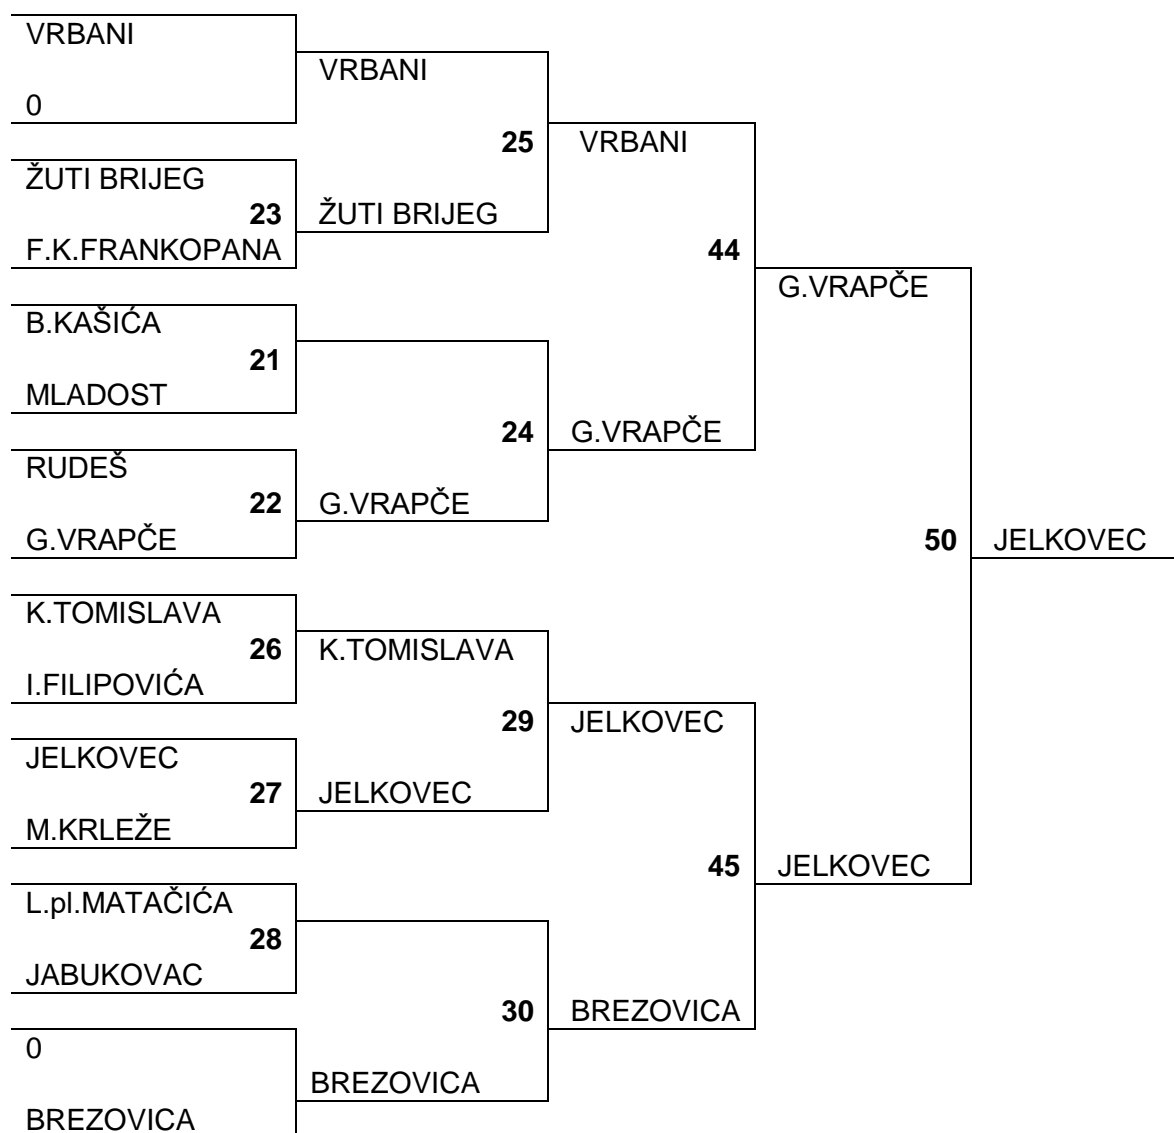 VRBANI
VRBANI
0
25
VRBANI
ŽUTI BRIJEG
23
ŽUTI BRIJEG
F.K.FRANKOPANA
44
G.VRAPČE
B.KAŠIĆA
21
MLADOST
24
G.VRAPČE
RUDEŠ
22
G.VRAPČE
G.VRAPČE
50
JELKOVEC
K.TOMISLAVA
26
K.TOMISLAVA
I.FILIPOVIĆA
29
JELKOVEC
JELKOVEC
27
JELKOVEC
M.KRLEŽE
45
JELKOVEC
L.pl.MATAČIĆA
28
JABUKOVAC
30
BREZOVICA
0
BREZOVICA
BREZOVICA